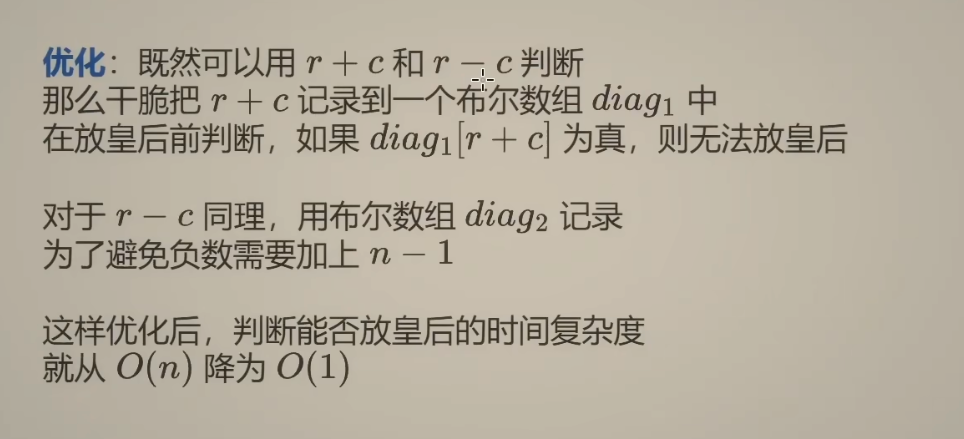 优化：既然可以用 r + c 和 r − c 判断
那么干脆把 r + c 记录到一个布尔数组 diag₁ 中
在放皇后前判断，如果 diag₁[r + c] 为真，则无法放皇后
对于 r − c 同理，用布尔数组 diag₂ 记录
为了避免负数需要加上 n − 1
这样优化后，判断能否放皇后的时间复杂度
就从 O(n) 降为 O(1)